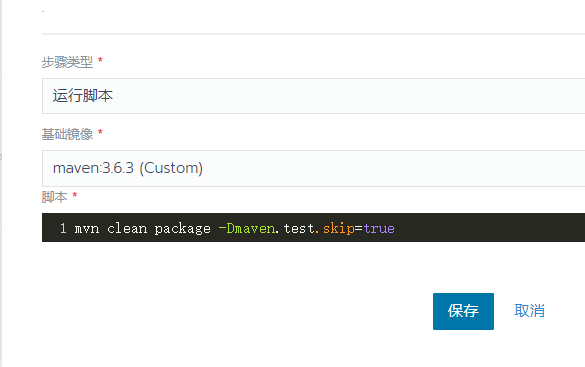 步骤类型 *
运行脚本
基础镜像 *
maven:3.6.3 (Custom)
脚本 *
1 mvn clean package -Dmaven.test.skip=true
保存 取消